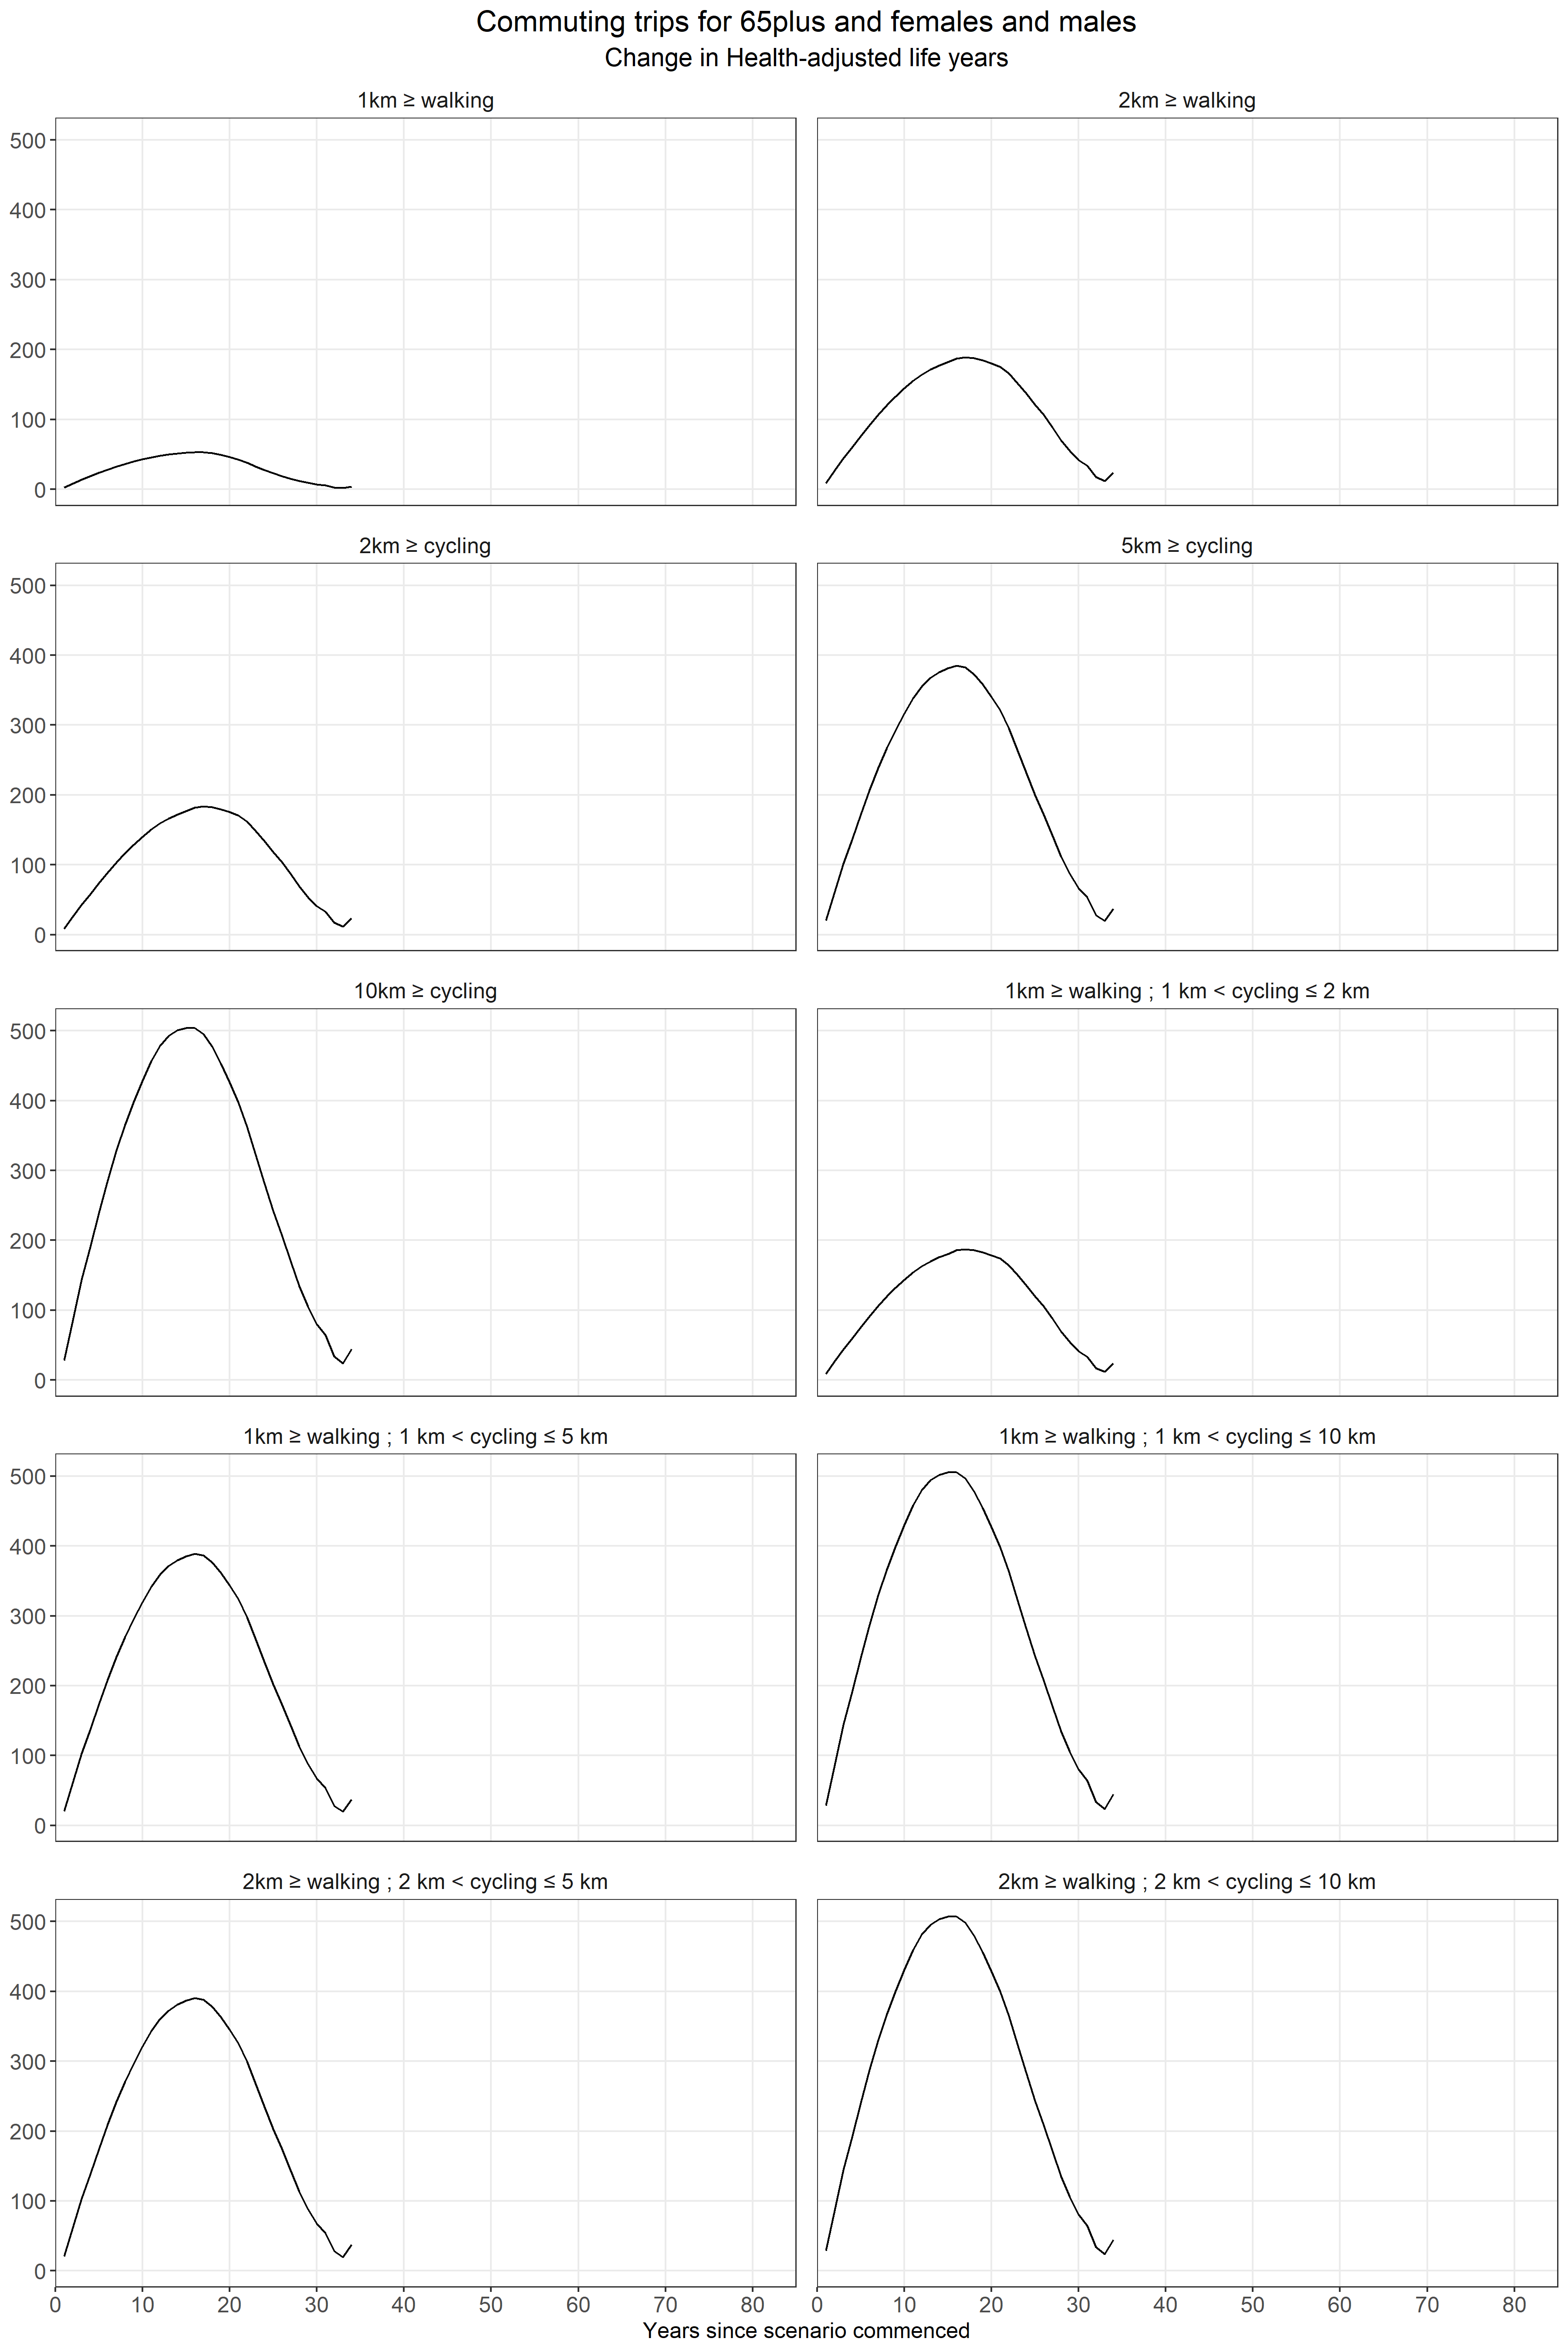 Commuting trips for 65plus and females and males
Change in Health-adjusted life years
1km ≥ walking
2km ≥ walking
500
400
300
200
100
0
2km ≥ cycling
5km ≥ cycling
500
400
300
200
100
0
10km ≥ cycling
1km ≥ walking ; 1 km < cycling ≤ 2 km
500
400
300
200
100
0
1km ≥ walking ; 1 km < cycling ≤ 5 km
1km ≥ walking ; 1 km < cycling ≤ 10 km
500
400
300
200
100
0
2km ≥ walking ; 2 km < cycling ≤ 5 km
2km ≥ walking ; 2 km < cycling ≤ 10 km
500
400
300
200
100
0
0 10 20 30 40 50 60 70 80
0 10 20 30 40 50 60 70 80
Years since scenario commenced